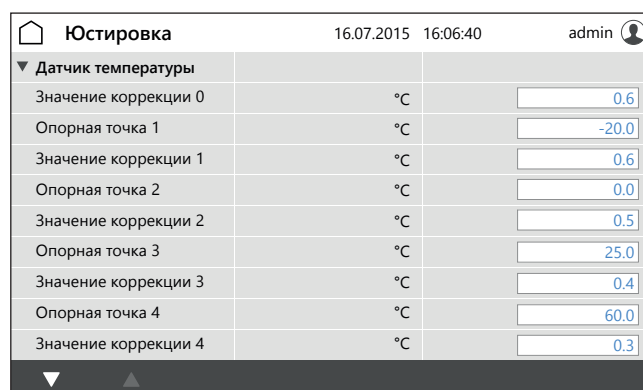 Юстировка 16.07.2015 16:06:40 admin
Датчик температуры
Значение коррекции 0 °C 0.6
Опорная точка 1 °C -20.0
Значение коррекции 1 °C 0.6
Опорная точка 2 °C 0.0
Значение коррекции 2 °C 0.5
Опорная точка 3 °C 25.0
Значение коррекции 3 °C 0.4
Опорная точка 4 °C 60.0
Значение коррекции 4 °C 0.3